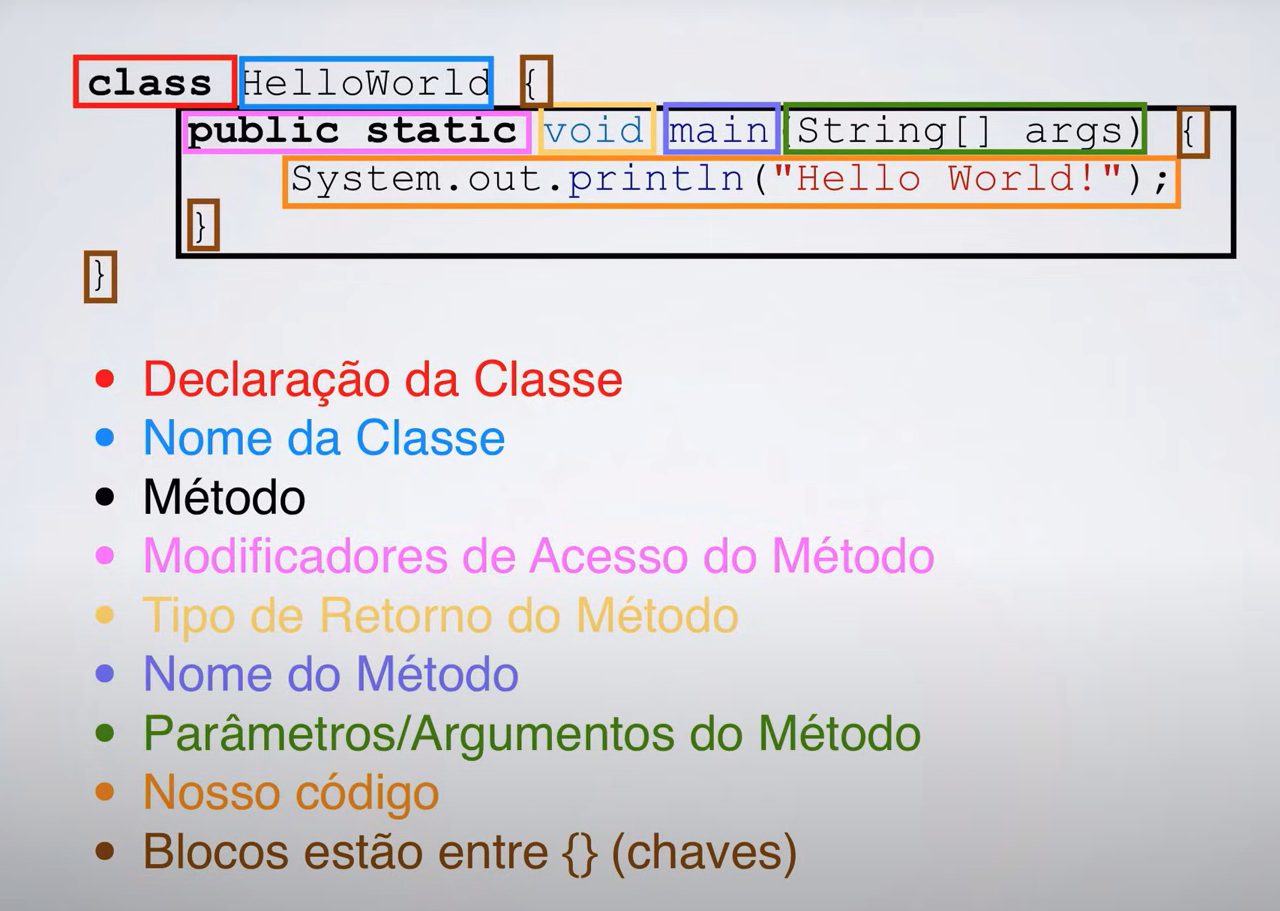 class HelloWorld {
public static void main(String[] args) {
System.out.println("Hello World!");
}
}
• Declaração da Classe
• Nome da Classe
• Método
• Modificadores de Acesso do Método
• Tipo de Retorno do Método
• Nome do Método
• Parâmetros/Argumentos do Método
• Nosso código
• Blocos estão entre {} (chaves)